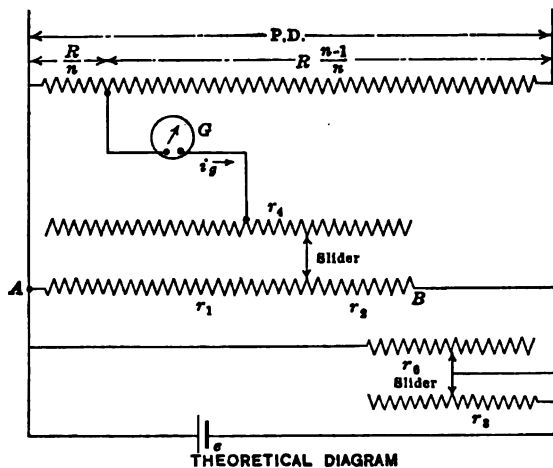 P.D.
R/n
R n-1/n
G
i_g
r_4
Slider
A
B
r_1
r_2
r_6
Slider
r_3
e
THEORETICAL DIAGRAM